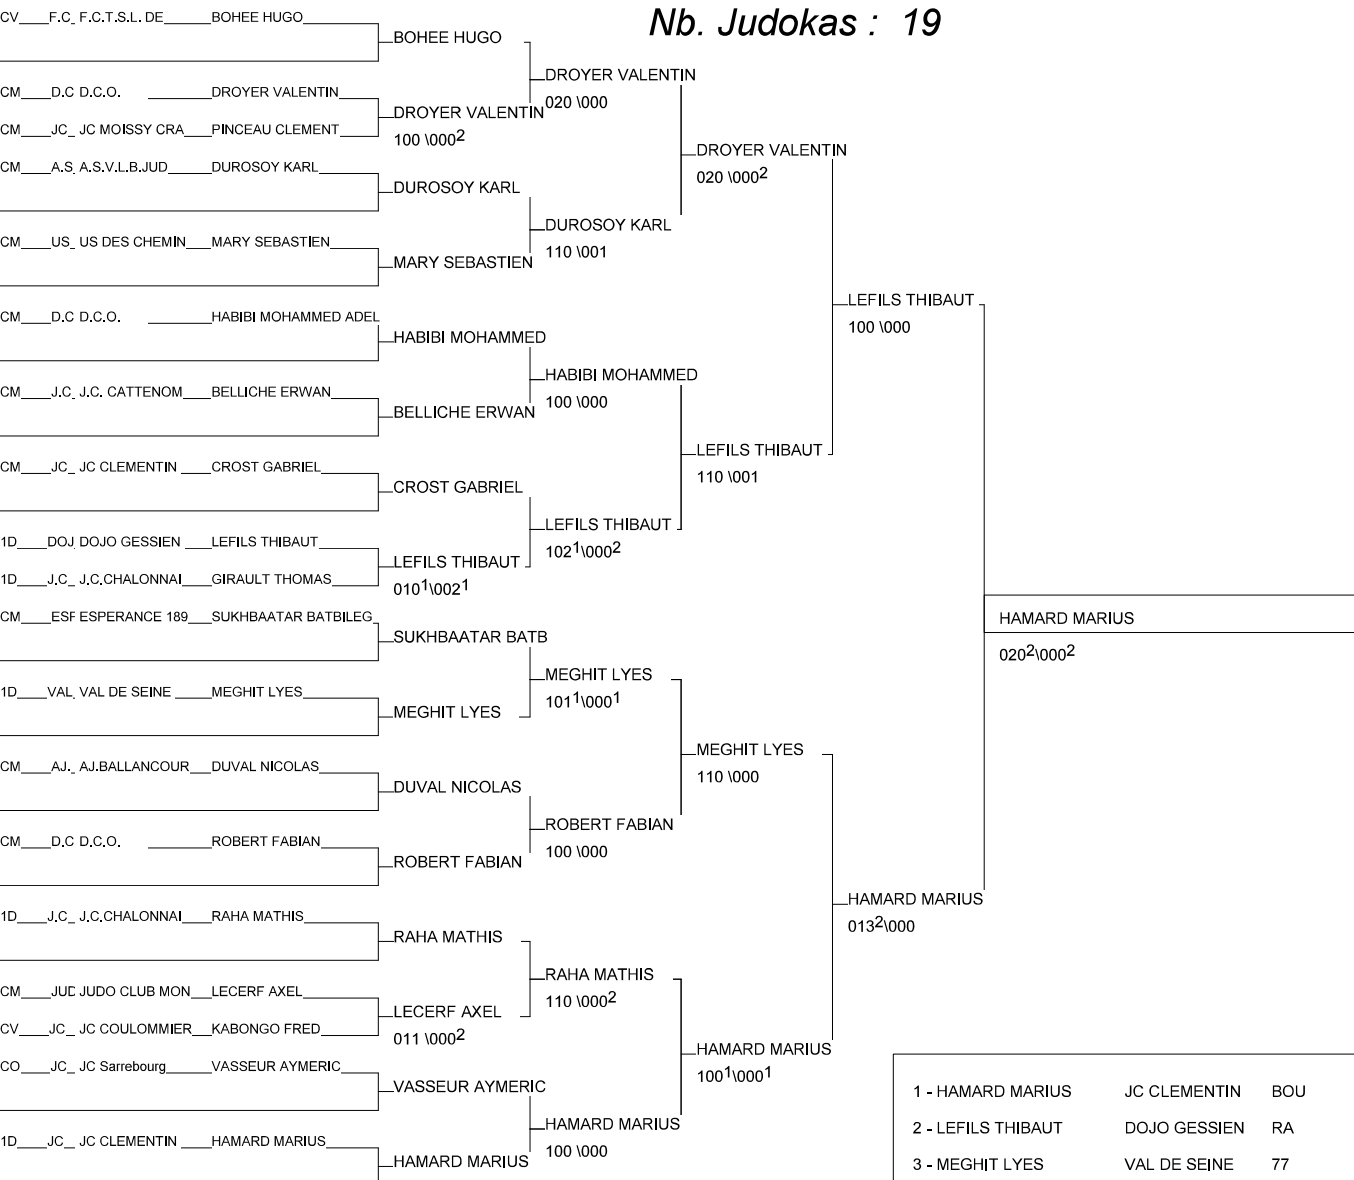 Nb. Judokas : 19
CV F.C F.C.T.S.L. DE BOHEE HUGO
BOHEE HUGO
DROYER VALENTIN
020 \000
CM D.C D.C.O. DROYER VALENTIN
DROYER VALENTIN
100 \000²
CM JC JC MOISSY CRA PINCEAU CLEMENT
DROYER VALENTIN
020 \000²
CM A.S A.S.V.L.B.JUD DUROSOY KARL
DUROSOY KARL
DUROSOY KARL
110 \001
CM US US DES CHEMIN MARY SEBASTIEN
MARY SEBASTIEN
LEFILS THIBAUT
100 \000
CM D.C D.C.O. HABIBI MOHAMMED ADEL
HABIBI MOHAMMED
HABIBI MOHAMMED
100 \000
CM J.C J.C. CATTENOM BELLICHE ERWAN
BELLICHE ERWAN
LEFILS THIBAUT
110 \001
CM JC JC CLEMENTIN CROST GABRIEL
CROST GABRIEL
LEFILS THIBAUT
102¹\000²
1D DOJ DOJO GESSIEN LEFILS THIBAUT
LEFILS THIBAUT
010¹\002¹
1D J.C J.C.CHALONNAI GIRAULT THOMAS
HAMARD MARIUS
020²\000²
CM ESF ESPERANCE 189 SUKHBAATAR BATBILEG
SUKHBAATAR BATB
MEGHIT LYES
101¹\000¹
1D VAL VAL DE SEINE MEGHIT LYES
MEGHIT LYES
MEGHIT LYES
110 \000
CM AJ. AJ.BALLANCOUR DUVAL NICOLAS
DUVAL NICOLAS
ROBERT FABIAN
100 \000
CM D.C D.C.O. ROBERT FABIAN
ROBERT FABIAN
HAMARD MARIUS
013²\000
1D J.C J.C.CHALONNAI RAHA MATHIS
RAHA MATHIS
RAHA MATHIS
110 \000²
CM JUD JUDO CLUB MON LECERF AXEL
LECERF AXEL
011 \000²
CV JC JC COULOMMIER KABONGO FRED
HAMARD MARIUS
100¹\000¹
CO JC JC Sarrebourg VASSEUR AYMERIC
VASSEUR AYMERIC
HAMARD MARIUS
100 \000
1D JC JC CLEMENTIN HAMARD MARIUS
HAMARD MARIUS
1 - HAMARD MARIUS JC CLEMENTIN BOU
2 - LEFILS THIBAUT DOJO GESSIEN RA
3 - MEGHIT LYES VAL DE SEINE 77